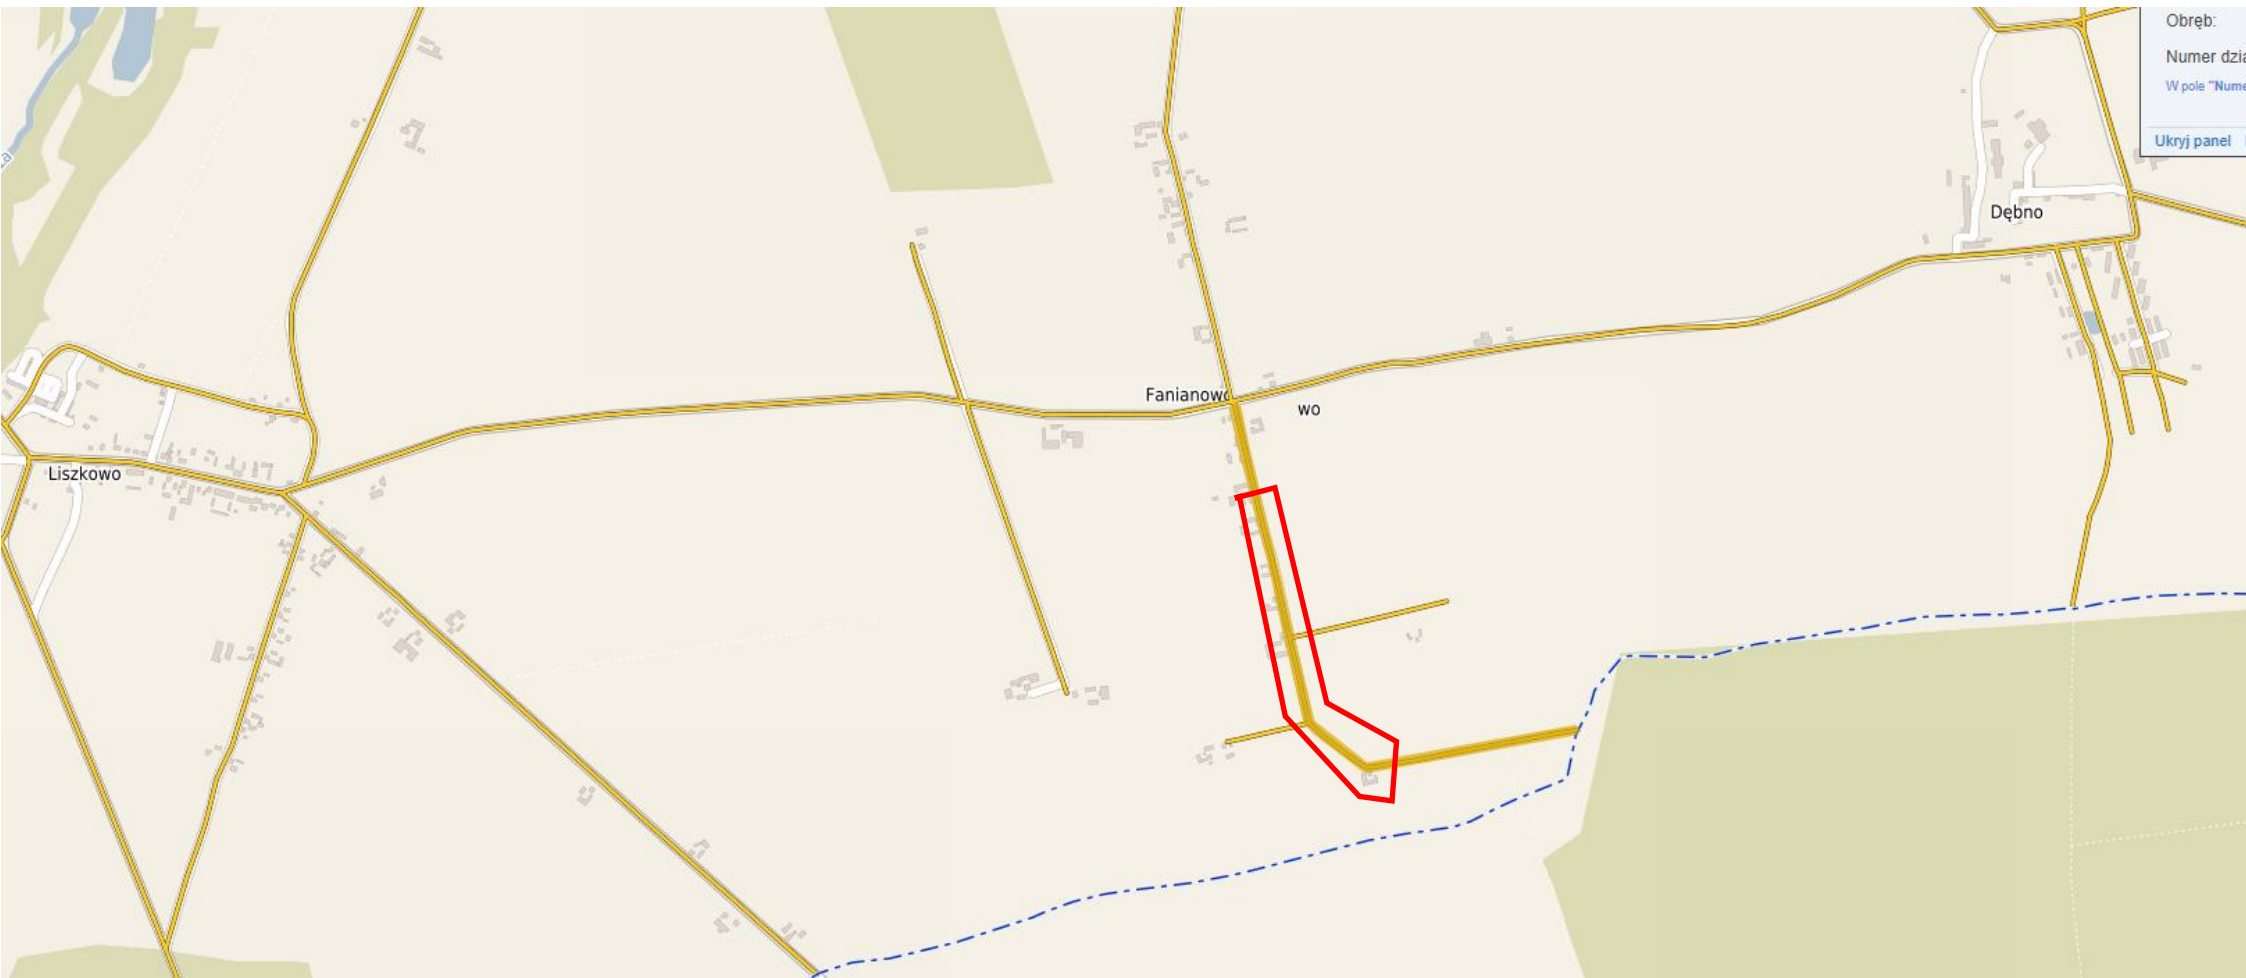 Obręb:
Numer dzia
W pole "Nume
Ukryj panel
Dębno
Fanianowo
wo
Liszkowo